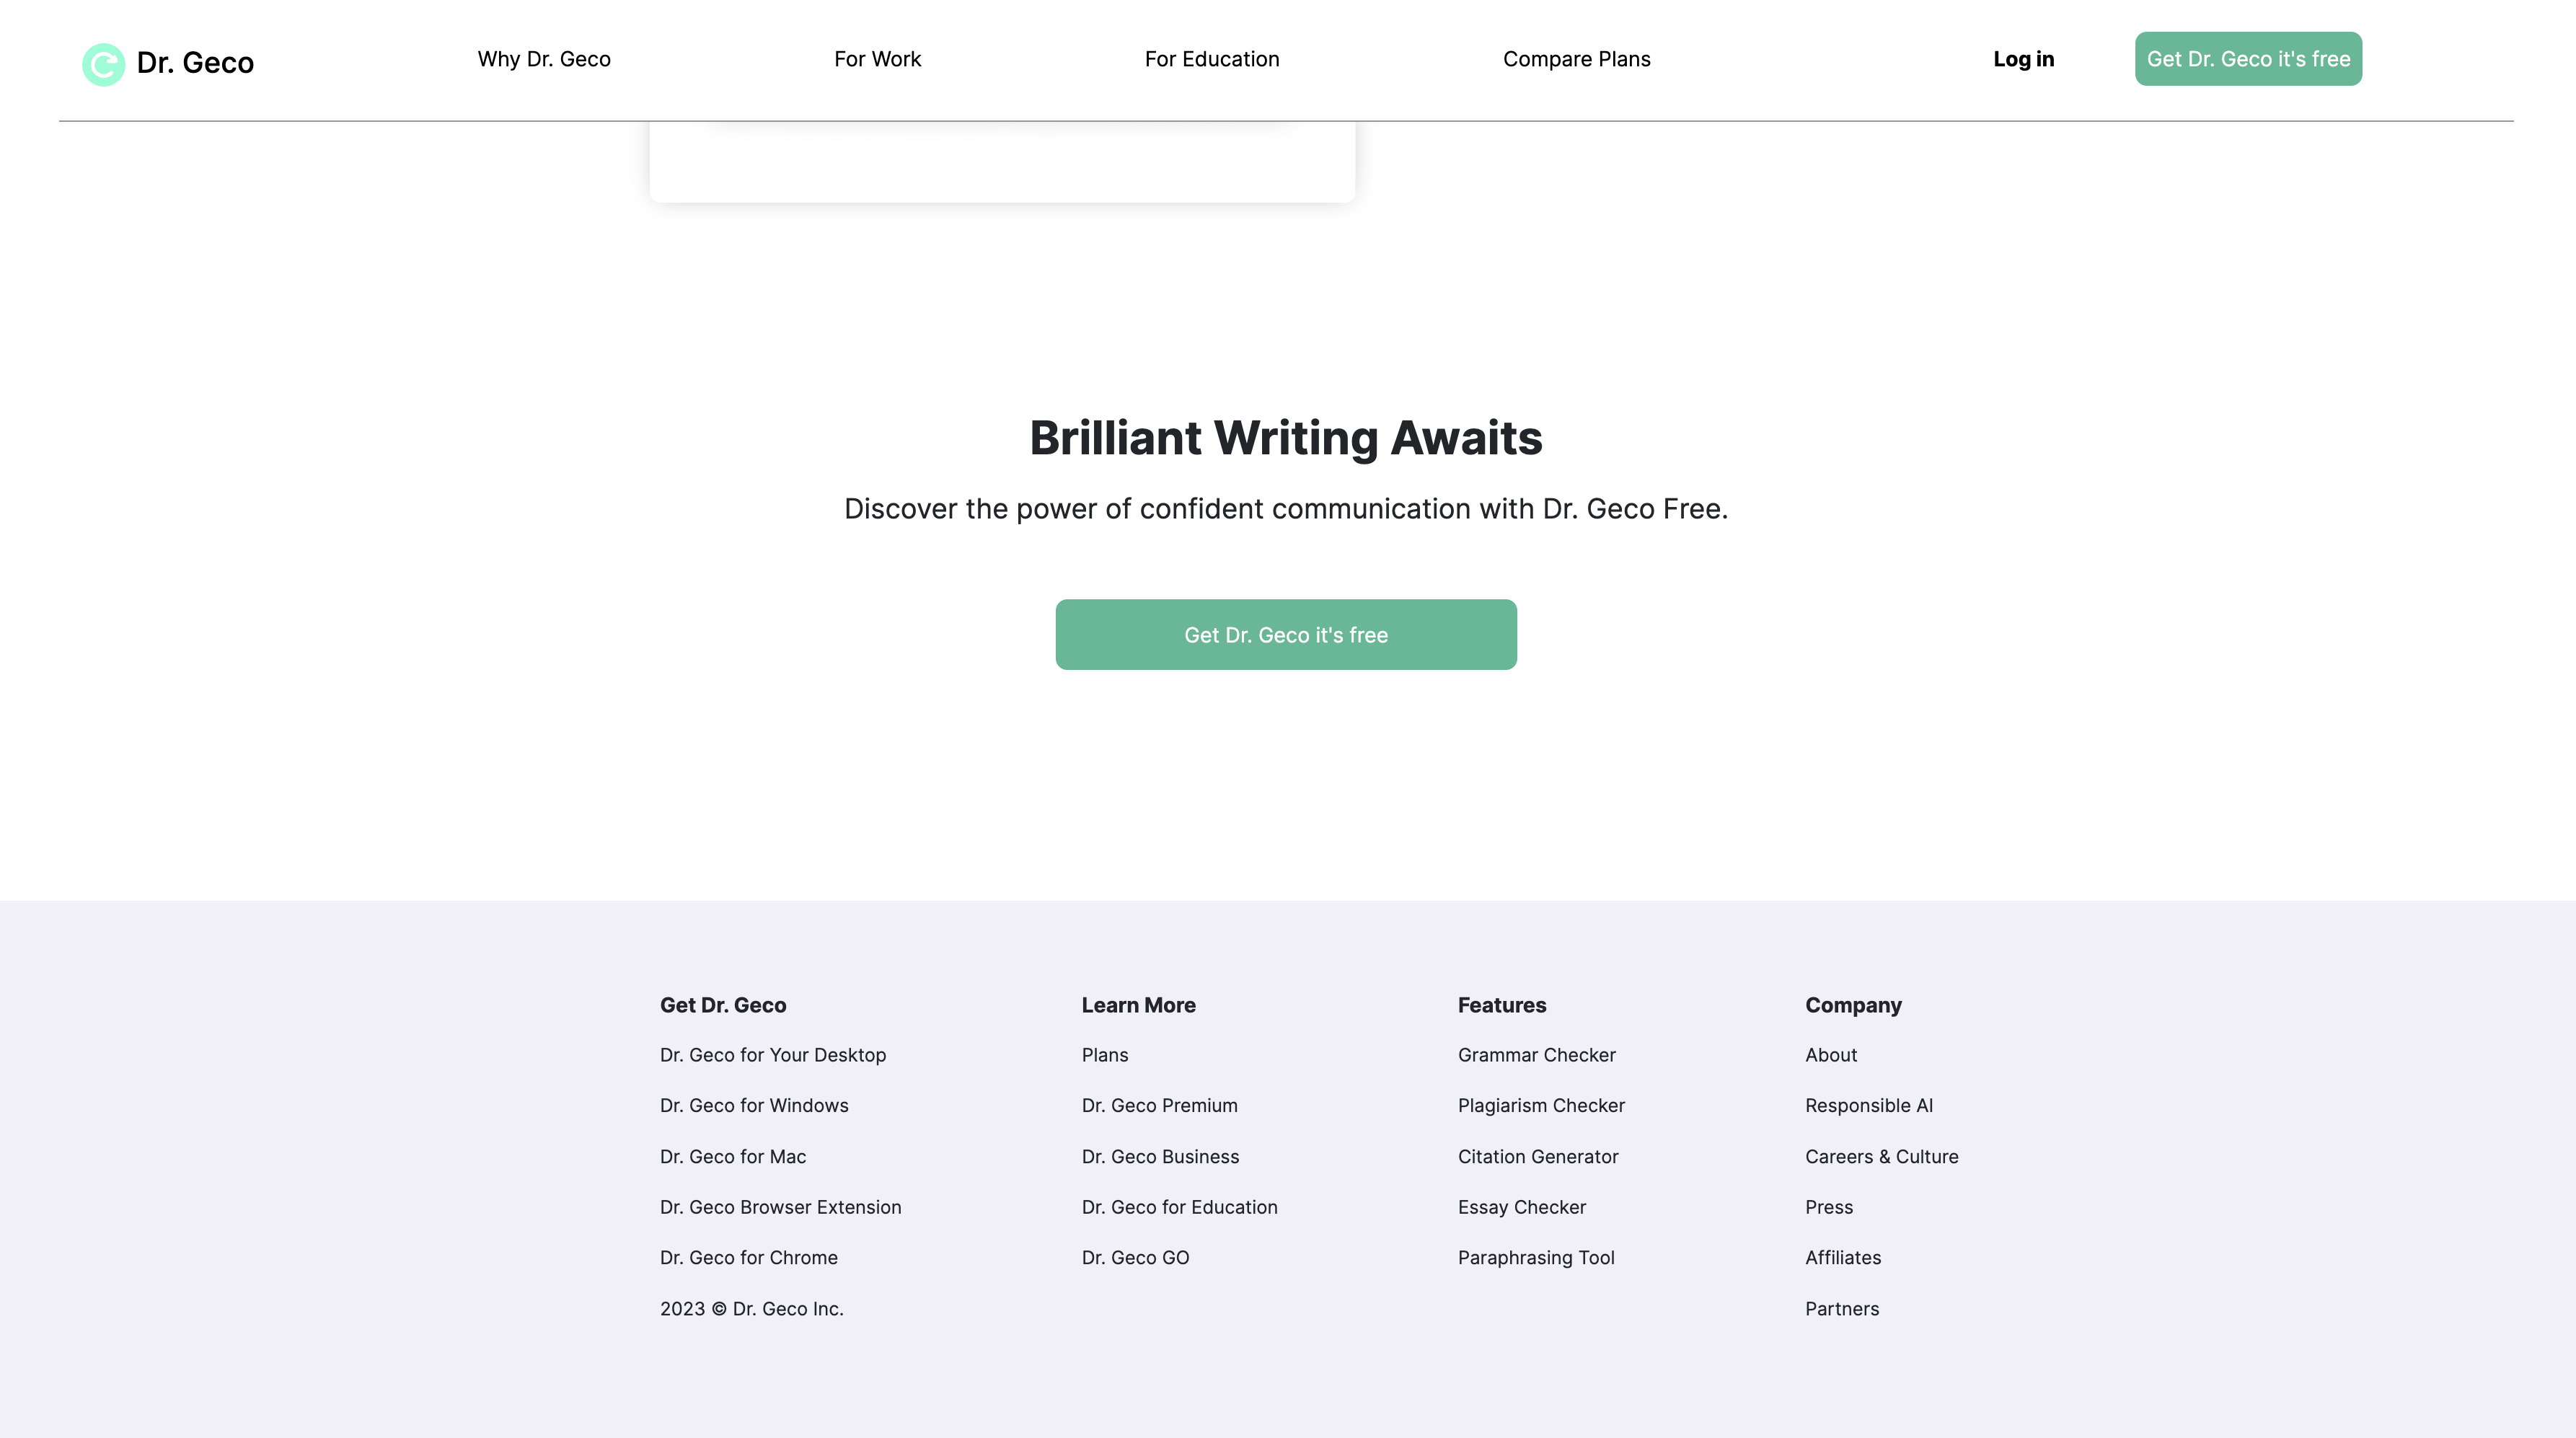 Dr. Geco
Why Dr. Geco
For Work
For Education
Compare Plans
Log in
Get Dr. Geco it's free
Brilliant Writing Awaits
Discover the power of confident communication with Dr. Geco Free.
Get Dr. Geco it's free
Get Dr. Geco
Dr. Geco for Your Desktop
Dr. Geco for Windows
Dr. Geco for Mac
Dr. Geco Browser Extension
Dr. Geco for Chrome
2023 © Dr. Geco Inc.
Learn More
Plans
Dr. Geco Premium
Dr. Geco Business
Dr. Geco for Education
Dr. Geco GO
Features
Grammar Checker
Plagiarism Checker
Citation Generator
Essay Checker
Paraphrasing Tool
Company
About
Responsible AI
Careers & Culture
Press
Affiliates
Partners